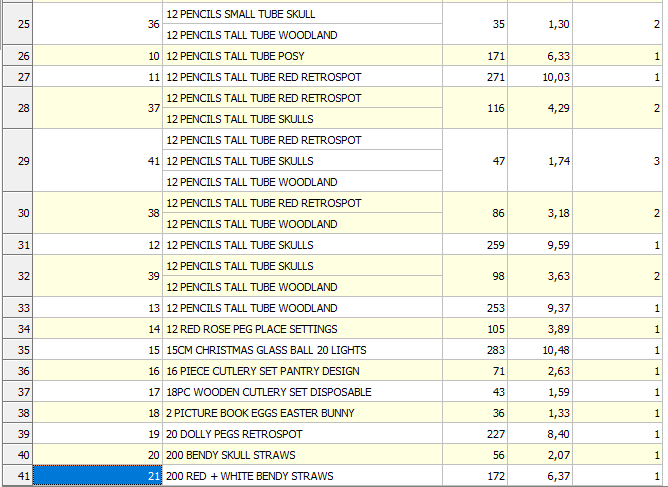 25 36 12 PENCILS SMALL TUBE SKULL 35 1,30 2
12 PENCILS TALL TUBE WOODLAND
26 10 12 PENCILS TALL TUBE POSY 171 6,33 1
27 11 12 PENCILS TALL TUBE RED RETROSPOT 271 10,03 1
28 37 12 PENCILS TALL TUBE RED RETROSPOT 116 4,29 2
12 PENCILS TALL TUBE SKULLS
29 41 12 PENCILS TALL TUBE RED RETROSPOT 47 1,74 3
12 PENCILS TALL TUBE SKULLS
12 PENCILS TALL TUBE WOODLAND
30 38 12 PENCILS TALL TUBE RED RETROSPOT 86 3,18 2
12 PENCILS TALL TUBE WOODLAND
31 12 12 PENCILS TALL TUBE SKULLS 259 9,59 1
32 39 12 PENCILS TALL TUBE SKULLS 98 3,63 2
12 PENCILS TALL TUBE WOODLAND
33 13 12 PENCILS TALL TUBE WOODLAND 253 9,37 1
34 14 12 RED ROSE PEG PLACE SETTINGS 105 3,89 1
35 15 15CM CHRISTMAS GLASS BALL 20 LIGHTS 283 10,48 1
36 16 16 PIECE CUTLERY SET PANTRY DESIGN 71 2,63 1
37 17 18PC WOODEN CUTLERY SET DISPOSABLE 43 1,59 1
38 18 2 PICTURE BOOK EGGS EASTER BUNNY 36 1,33 1
39 19 20 DOLLY PEGS RETROSPOT 227 8,40 1
40 20 200 BENDY SKULL STRAWS 56 2,07 1
41 21 200 RED + WHITE BENDY STRAWS 172 6,37 1